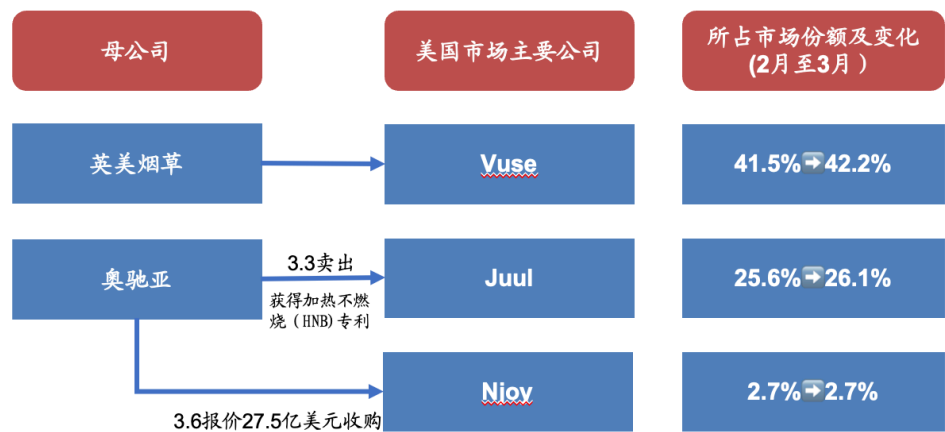 母公司
美国市场主要公司
所占市场份额及变化
(2月至3月）
英美烟草
Vuse
41.5%➡42.2%
奥驰亚
3.3卖出
获得加热不燃
烧（HNB)专利
Juul
25.6%➡26.1%
3.6报价27.5亿美元收购
Njoy
2.7%➡2.7%